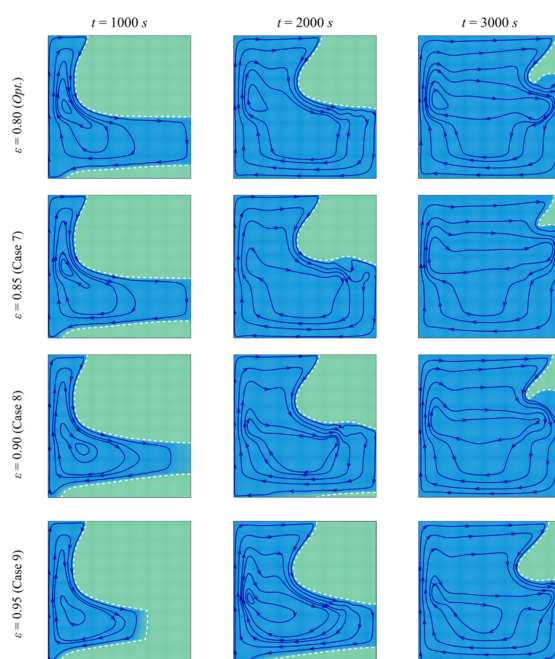 t = 1000 s
t = 2000 s
t = 3000 s
ε = 0.80 (Opt.)
ε = 0.85 (Case 7)
ε = 0.90 (Case 8)
ε = 0.95 (Case 9)